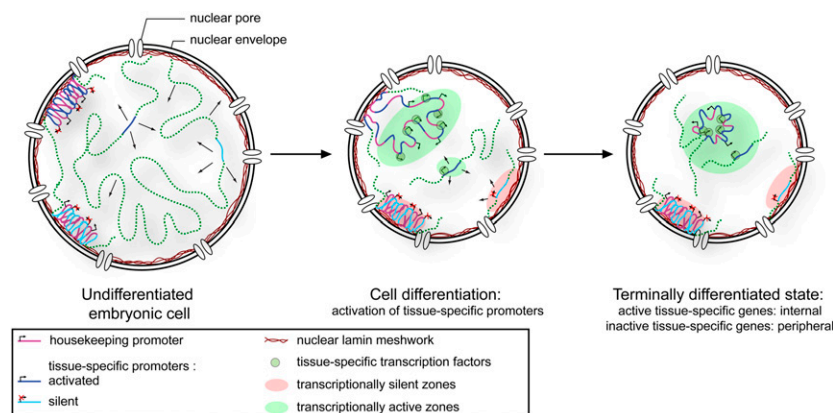 nuclear pore
nuclear envelope
Undifferentiated
embryonic cell
Cell differentiation:
activation of tissue-specific promoters
Terminally differentiated state:
active tissue-specific genes: internal
inactive tissue-specific genes: peripheral
housekeeping promoter
tissue-specific promoters :
activated
silent
nuclear lamin meshwork
tissue-specific transcription factors
transcriptionally silent zones
transcriptionally active zones